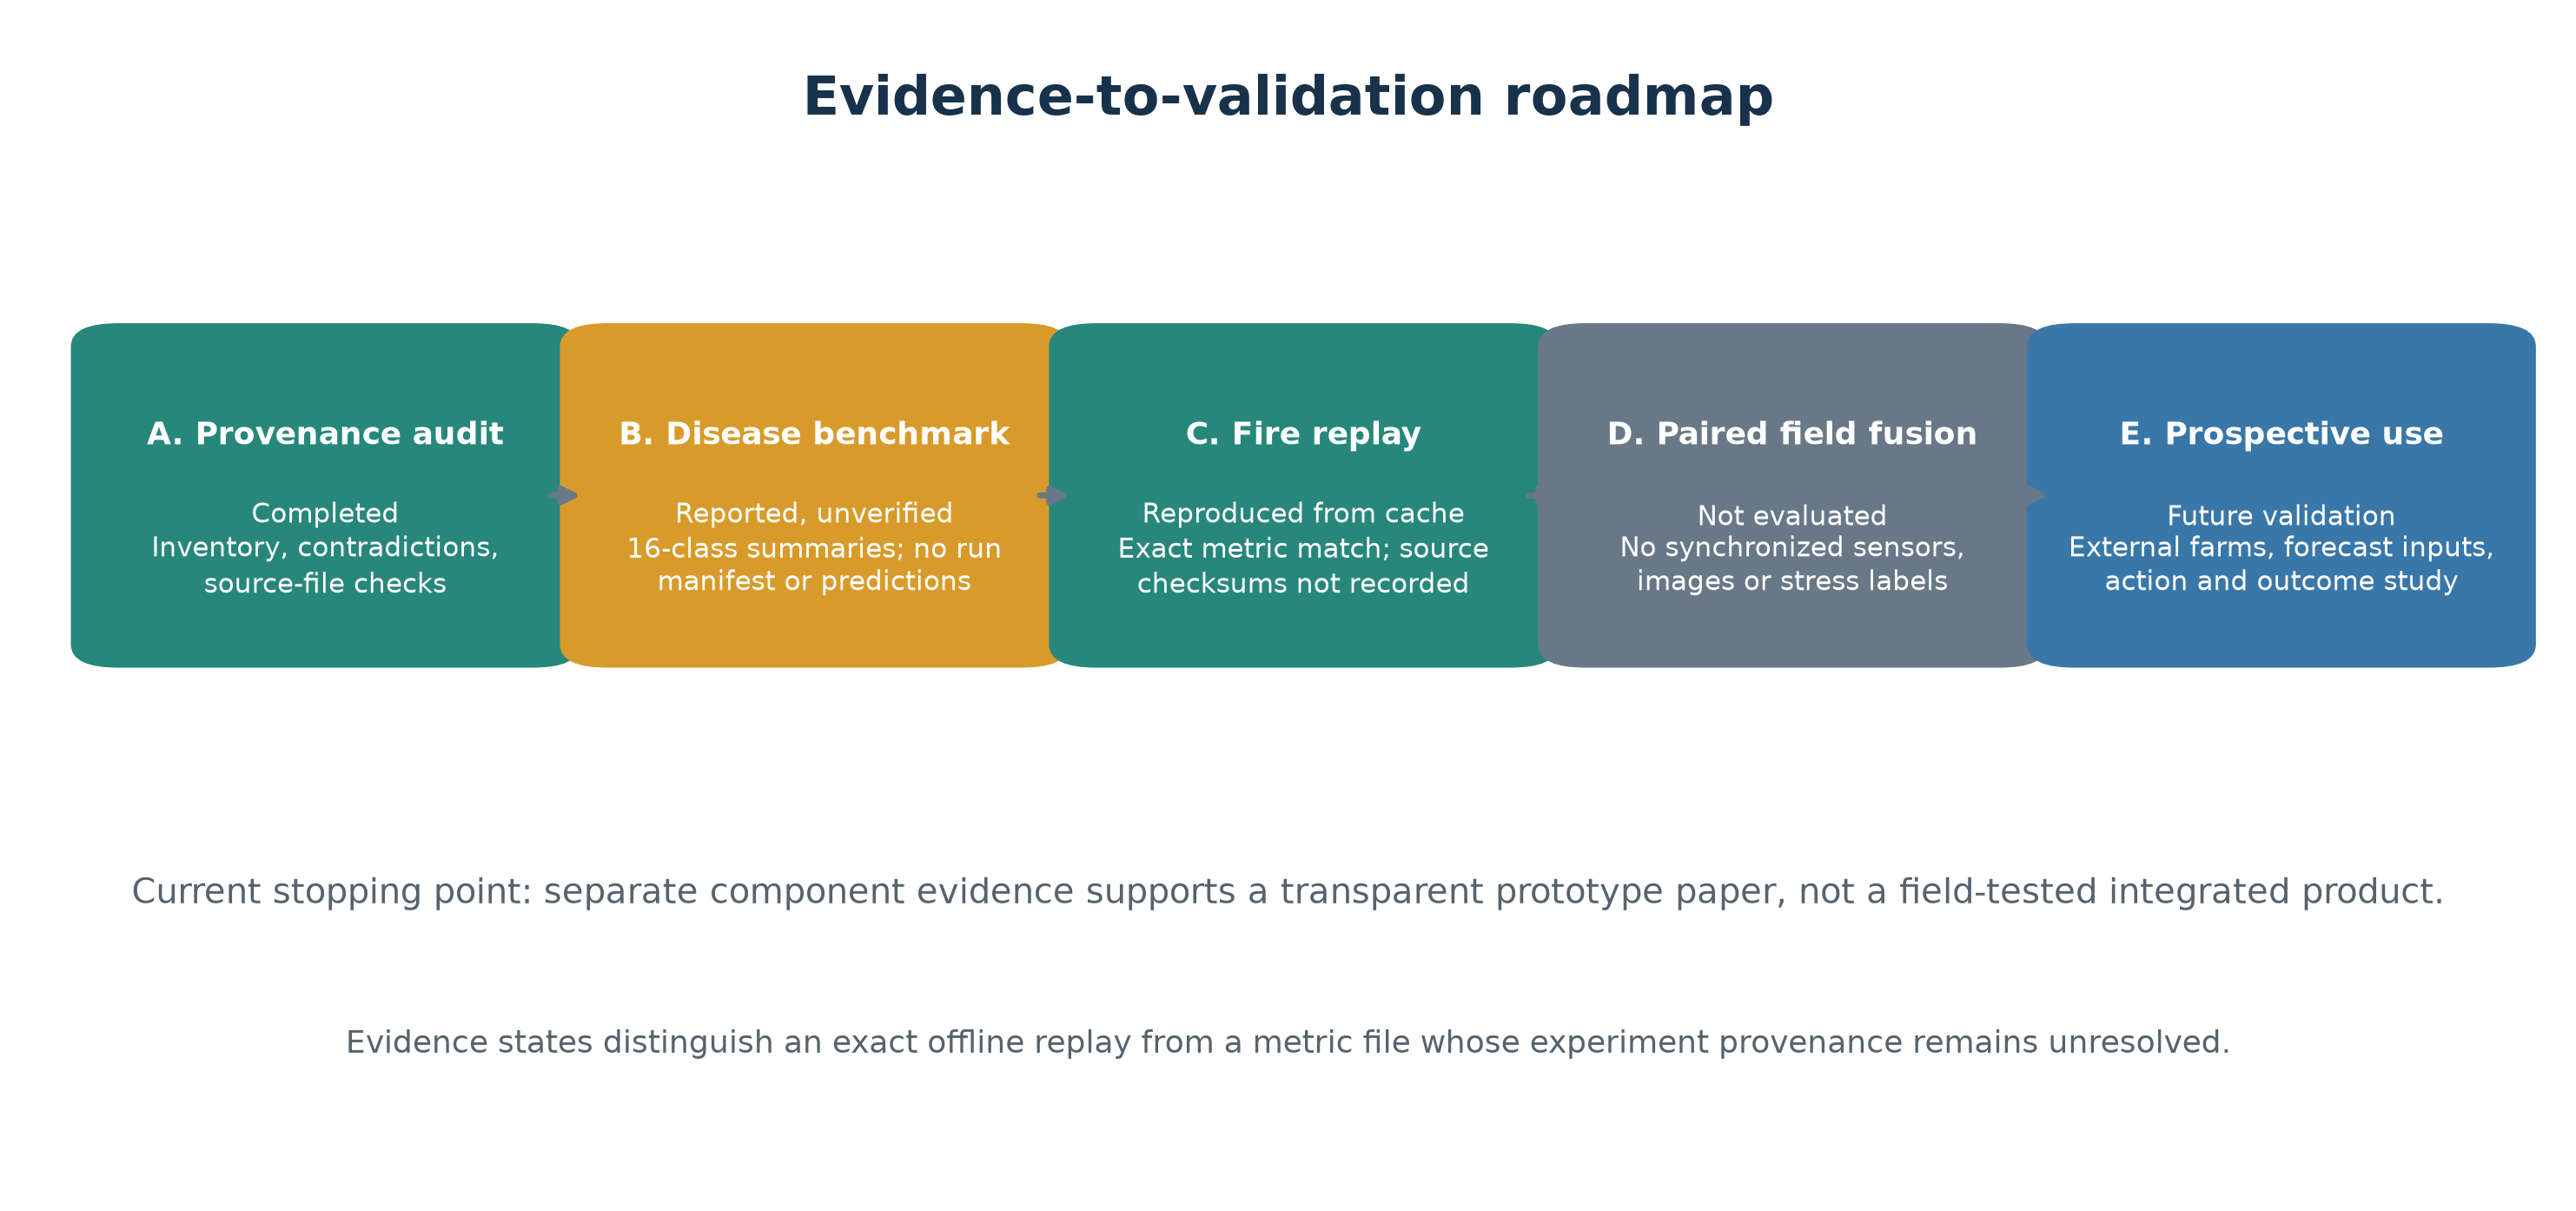 Evidence-to-validation roadmap
A. Provenance audit
Completed
Inventory, contradictions,
source-file checks
B. Disease benchmark
Reported, unverified
16-class summaries; no run
manifest or predictions
C. Fire replay
Reproduced from cache
Exact metric match; source
checksums not recorded
D. Paired field fusion
Not evaluated
No synchronized sensors,
images or stress labels
E. Prospective use
Future validation
External farms, forecast inputs,
action and outcome study
Current stopping point: separate component evidence supports a transparent prototype paper, not a field-tested integrated product.
Evidence states distinguish an exact offline replay from a metric file whose experiment provenance remains unresolved.